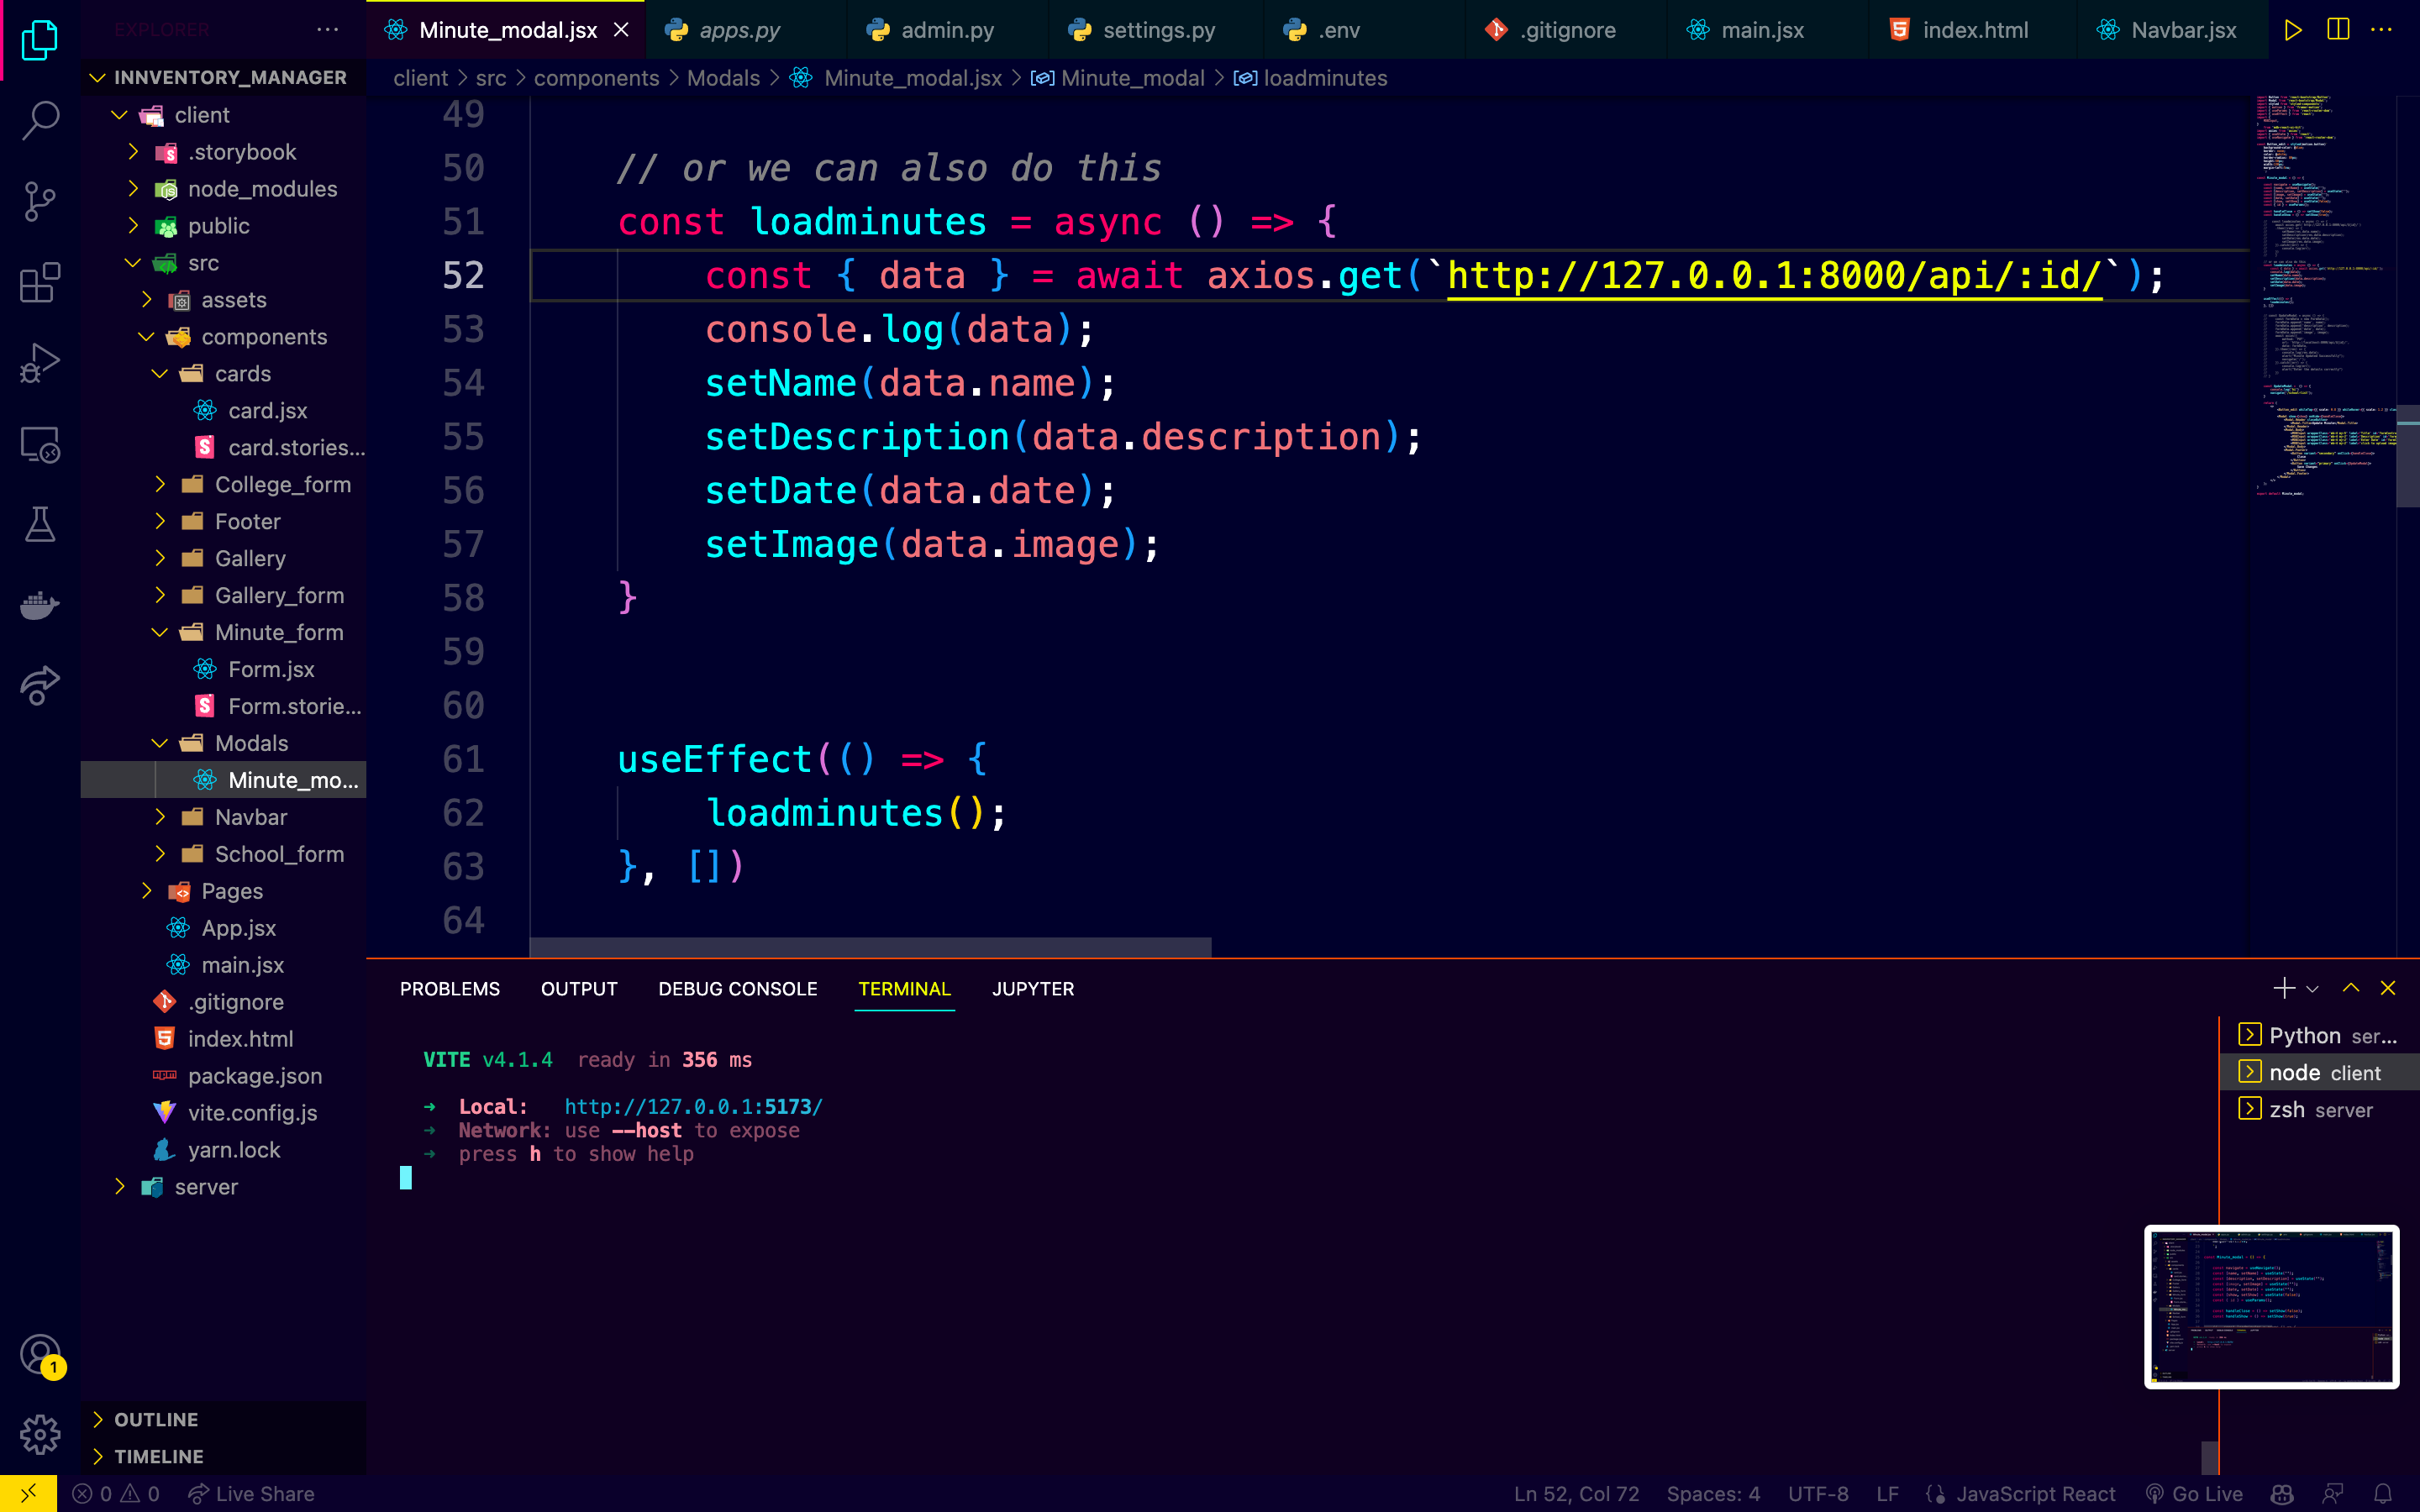 EXPLORER
Minute_modal.jsx
apps.py
admin.py
settings.py
.env
.gitignore
main.jsx
index.html
Navbar.jsx
INNVENTORY_MANAGER
client > src > components > Modals > Minute_modal.jsx > Minute_modal > loadminutes
client
.storybook
node_modules
public
src
assets
components
cards
card.jsx
card.stories...
College_form
Footer
Gallery
Gallery_form
Minute_form
Form.jsx
Form.storie...
Modals
Minute_mo...
Navbar
School_form
Pages
App.jsx
main.jsx
.gitignore
index.html
package.json
vite.config.js
yarn.lock
server
OUTLINE
TIMELINE
49
50 // or we can also do this
51 const loadminutes = async () => {
52 const { data } = await axios.get(`http://127.0.0.1:8000/api/:id/`);
53 console.log(data);
54 setName(data.name);
55 setDescription(data.description);
56 setDate(data.date);
57 setImage(data.image);
58 }
59
60
61 useEffect(() => {
62 loadminutes();
63 }, [])
64
PROBLEMS OUTPUT DEBUG CONSOLE TERMINAL JUPYTER
VITE v4.1.4 ready in 356 ms
➜ Local: http://127.0.0.1:5173/
➜ Network: use --host to expose
➜ press h to show help
Python ser...
node client
zsh server
1
0 0 Live Share
Ln 52, Col 72 Spaces: 4 UTF-8 LF JavaScript React Go Live